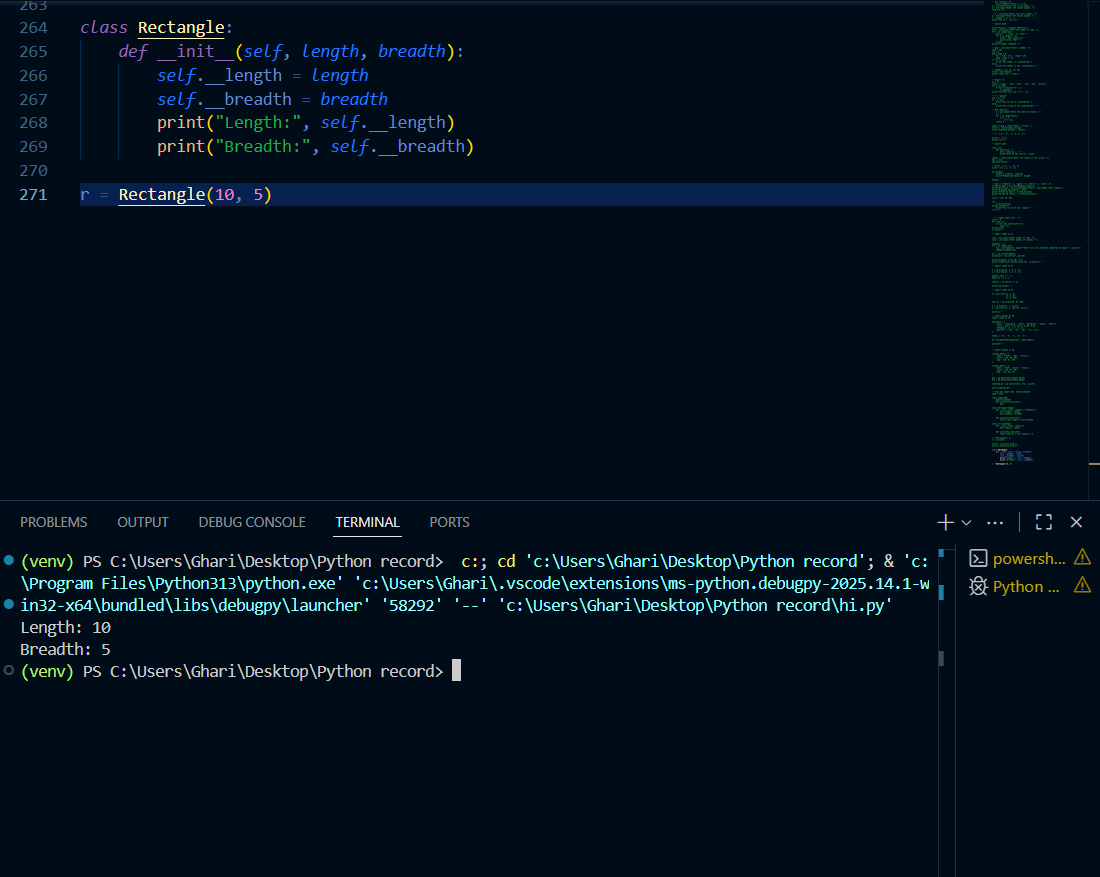 263
264 class Rectangle:
265 def __init__(self, length, breadth):
266 self.__length = length
267 self.__breadth = breadth
268 print("Length:", self.__length)
269 print("Breadth:", self.__breadth)
270
271 r = Rectangle(10, 5)
PROBLEMS OUTPUT DEBUG CONSOLE TERMINAL PORTS
(venv) PS C:\Users\Ghari\Desktop\Python record> c:; cd 'c:\Users\Ghari\Desktop\Python record'; & 'c:
\Program Files\Python313\python.exe' 'c:\Users\Ghari\.vscode\extensions\ms-python.debugpy-2025.14.1-w
in32-x64\bundled\libs\debugpy\launcher' '58292' '--' 'c:\Users\Ghari\Desktop\Python record\hi.py'
Length: 10
Breadth: 5
(venv) PS C:\Users\Ghari\Desktop\Python record>
powersh...
Python ...